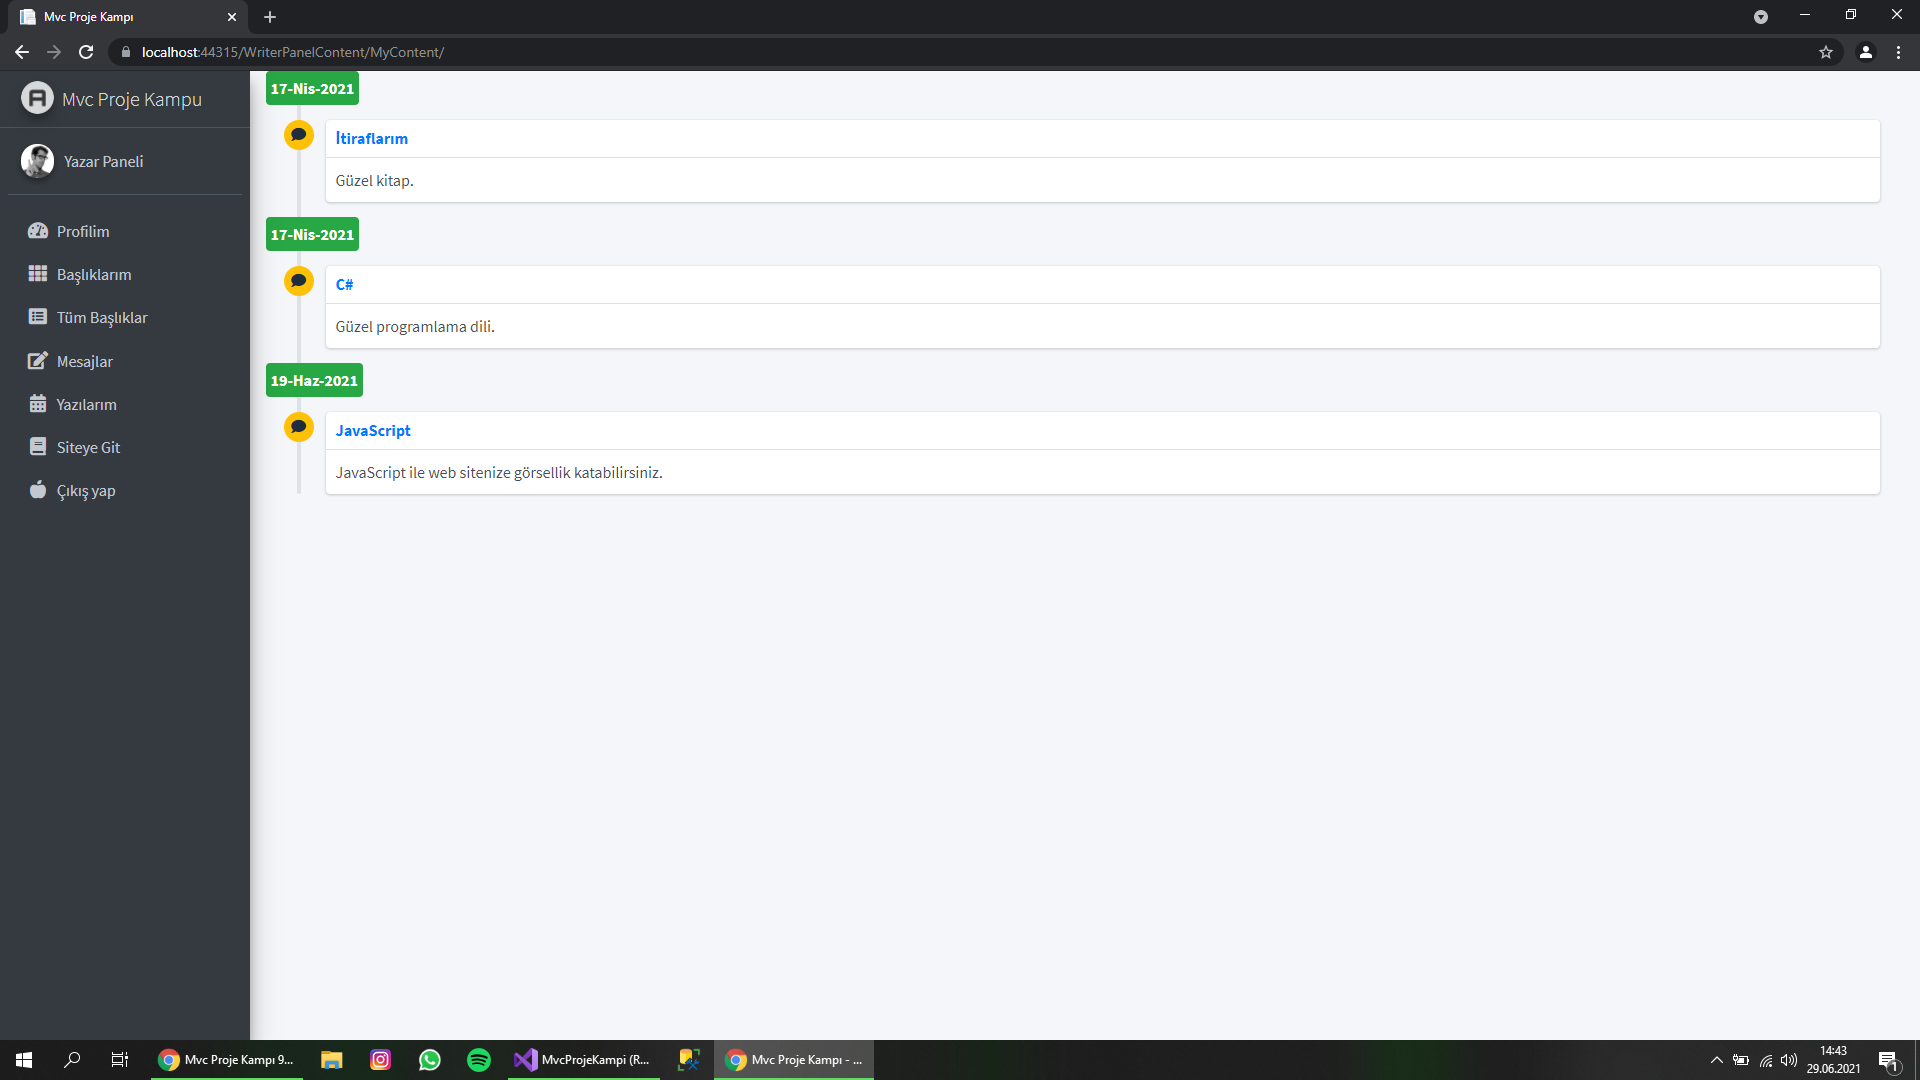 Mvc Proje Kampı
localhost:44315/WriterPanelContent/MyContent/
Mvc Proje Kampu
Yazar Paneli
Profilim
Başlıklarım
Tüm Başlıklar
Mesajlar
Yazılarım
Siteye Git
Çıkış yap
17-Nis-2021
İtiraflarım
Güzel kitap.
17-Nis-2021
C#
Güzel programlama dili.
19-Haz-2021
JavaScript
JavaScript ile web sitenize görsellik katabilirsiniz.
Mvc Proje Kampı 9...
MvcProjeKampi (R...
Mvc Proje Kampı - ...
14:43
29.06.2021
1